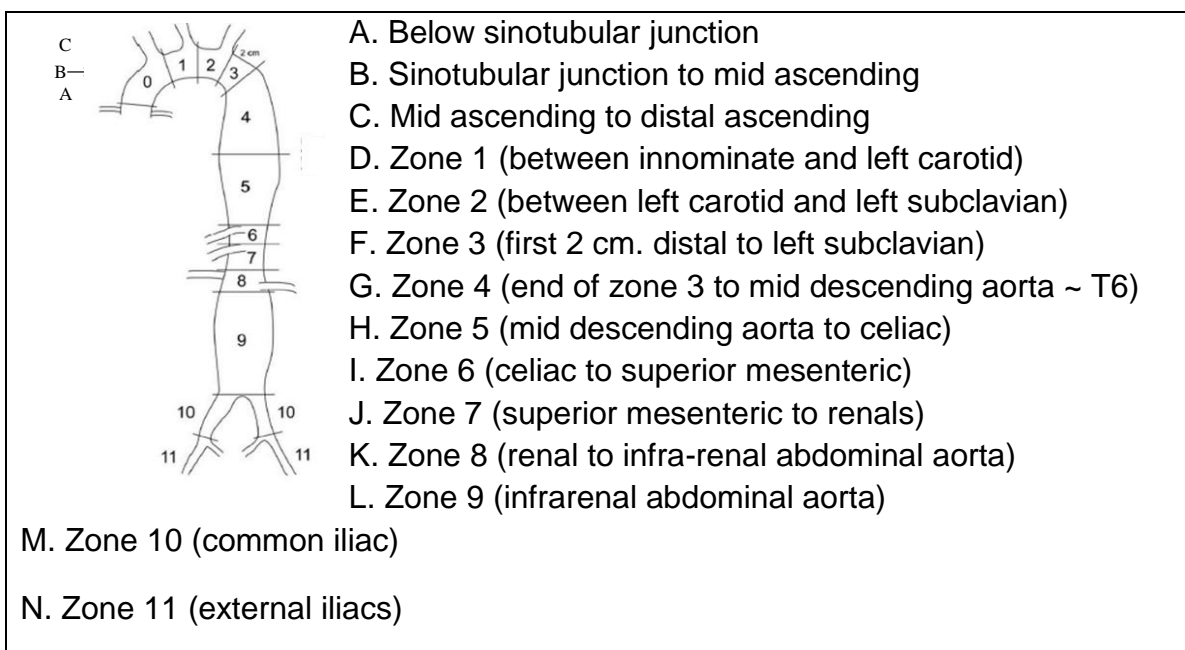 C
B
A
0
1
2
2 cm
3
4
5
6
7
8
9
10
10
11
11
A. Below sinotubular junction
B. Sinotubular junction to mid ascending
C. Mid ascending to distal ascending
D. Zone 1 (between innominate and left carotid)
E. Zone 2 (between left carotid and left subclavian)
F. Zone 3 (first 2 cm. distal to left subclavian)
G. Zone 4 (end of zone 3 to mid descending aorta ~ T6)
H. Zone 5 (mid descending aorta to celiac)
I. Zone 6 (celiac to superior mesenteric)
J. Zone 7 (superior mesenteric to renals)
K. Zone 8 (renal to infra-renal abdominal aorta)
L. Zone 9 (infrarenal abdominal aorta)
M. Zone 10 (common iliac)
N. Zone 11 (external iliacs)